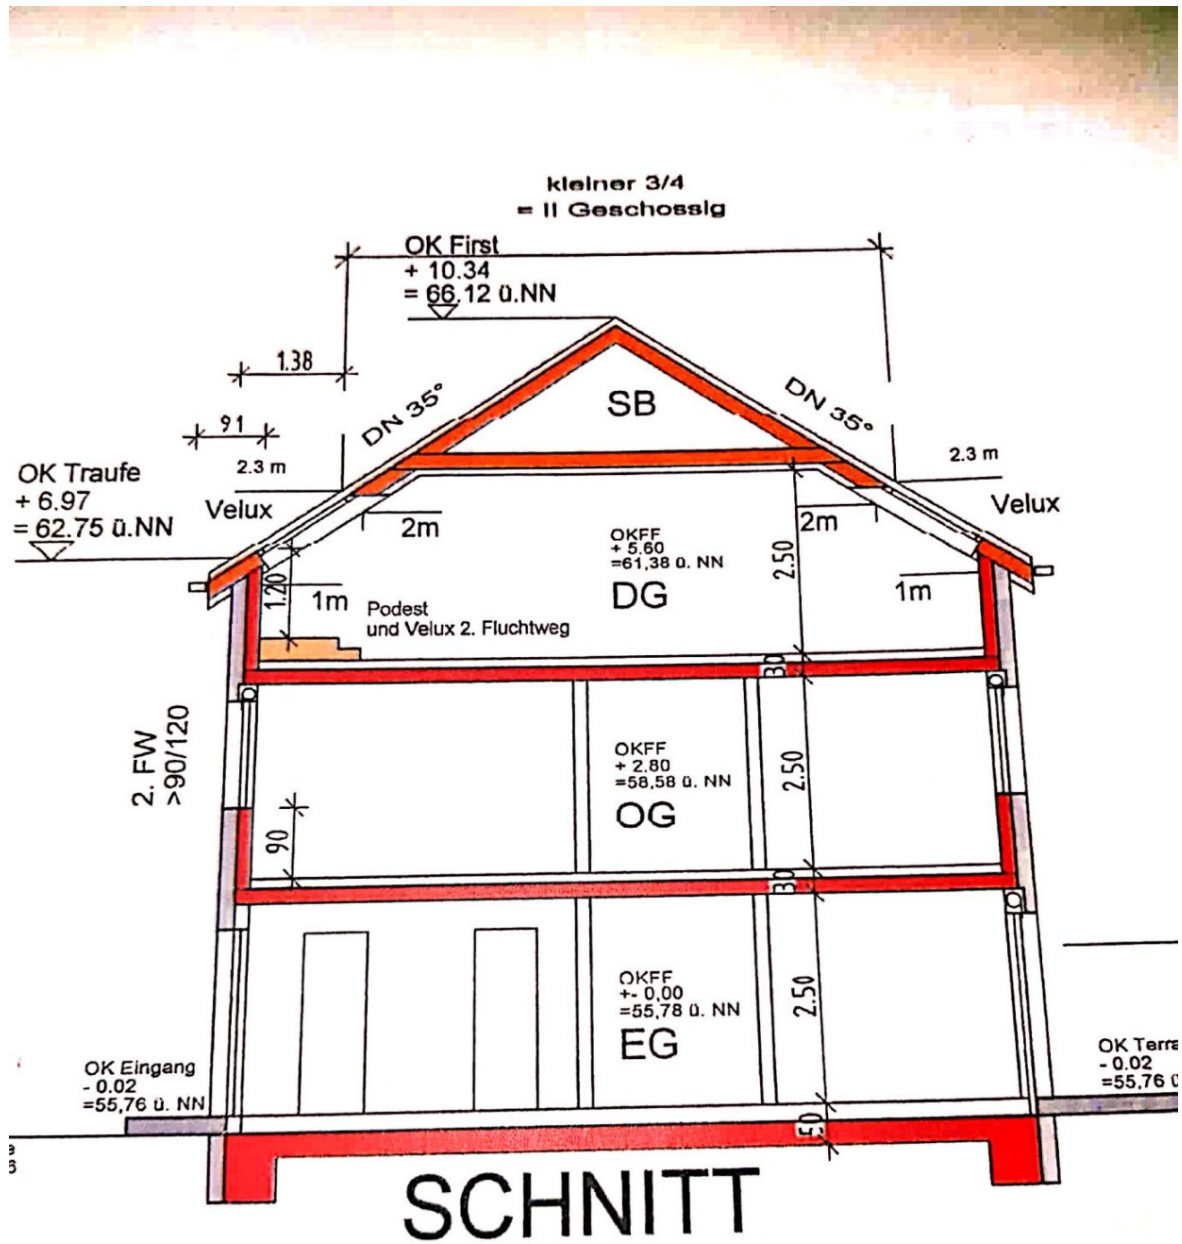 kleiner 3/4
= II Geschossig
OK First
+ 10.34
= 66.12 ü.NN
1.38
DN 35°
SB
DN 35°
91
2.3 m
2.3 m
OK Traufe
+ 6.97
= 62.75 ü.NN
Velux
Velux
2m
2m
OKFF
+ 5.60
=61,38 ü. NN
DG
2.50
1.20
1m
1m
Podest
und Velux 2. Fluchtweg
30
2. FW
>90/120
OKFF
+ 2.80
=58,58 ü. NN
OG
2.50
90
30
OKFF
+- 0,00
=55,78 ü. NN
EG
2.50
OK Eingang
- 0.02
=55,76 ü. NN
OK Terra
- 0.02
=55,76 ü
50
SCHNITT